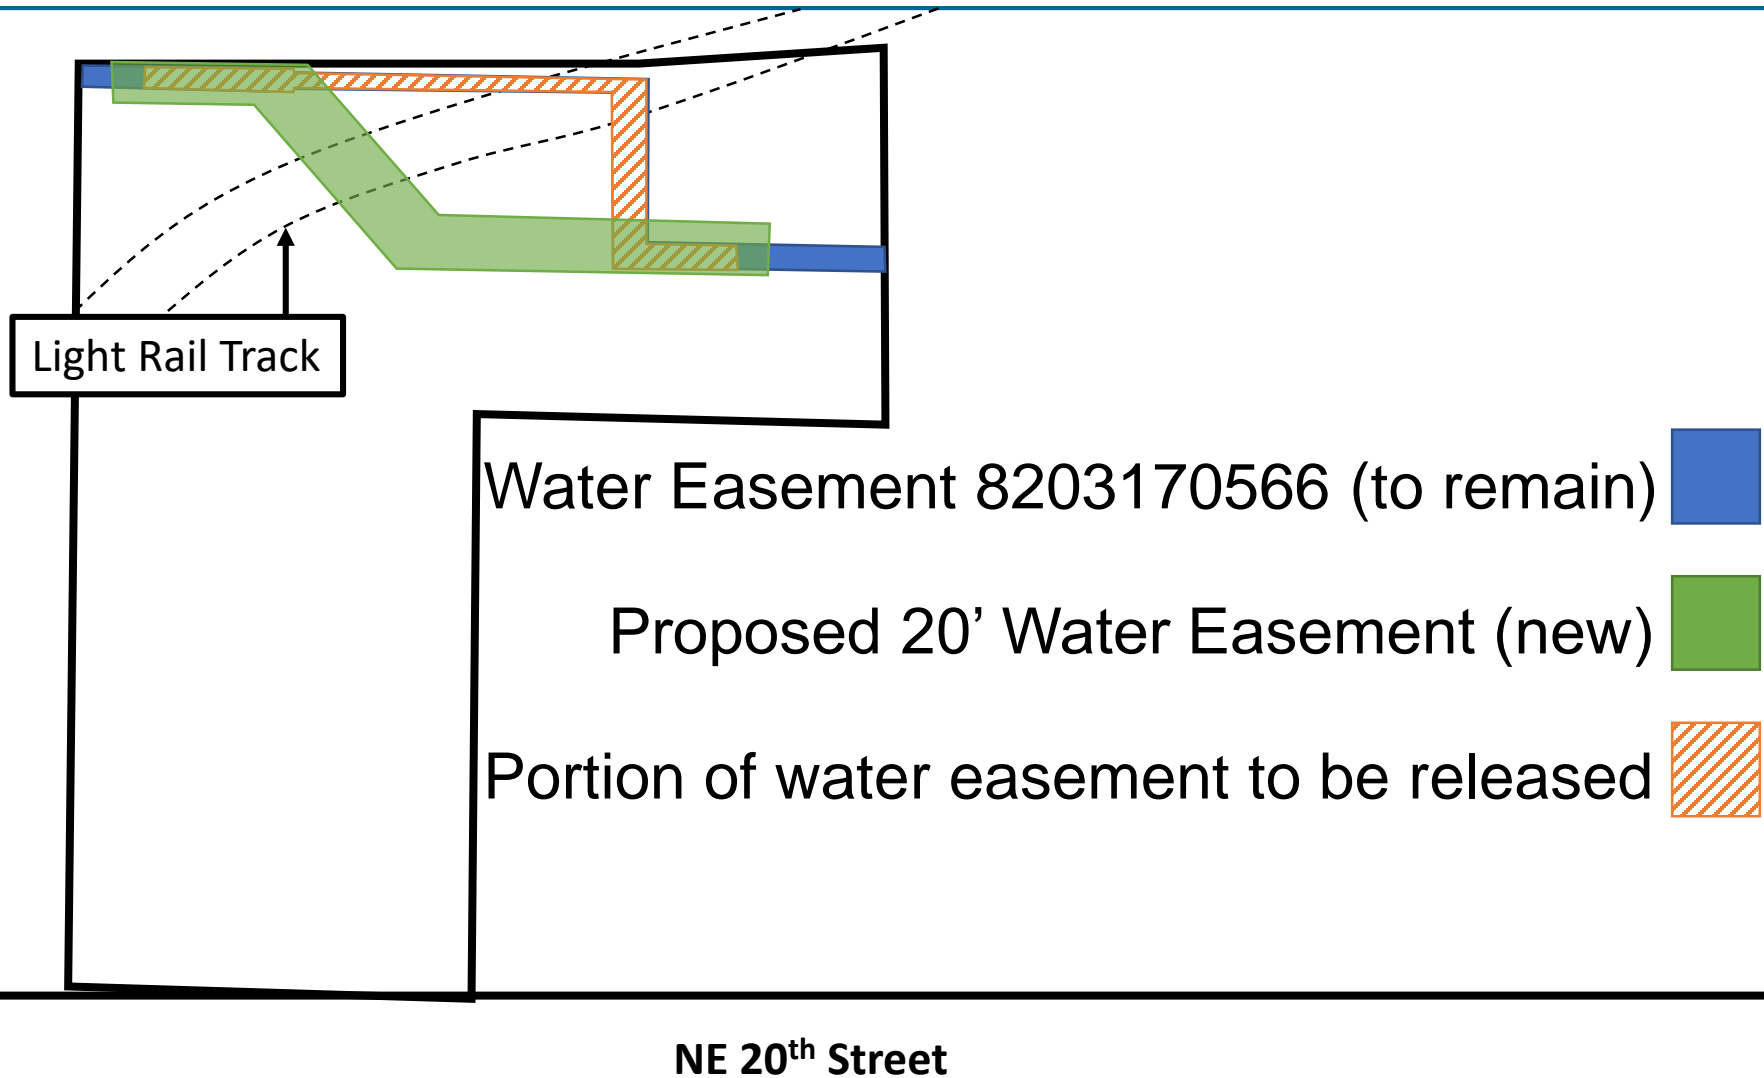 Light Rail Track
Water Easement 8203170566 (to remain)
Proposed 20’ Water Easement (new)
Portion of water easement to be released
NE 20th Street